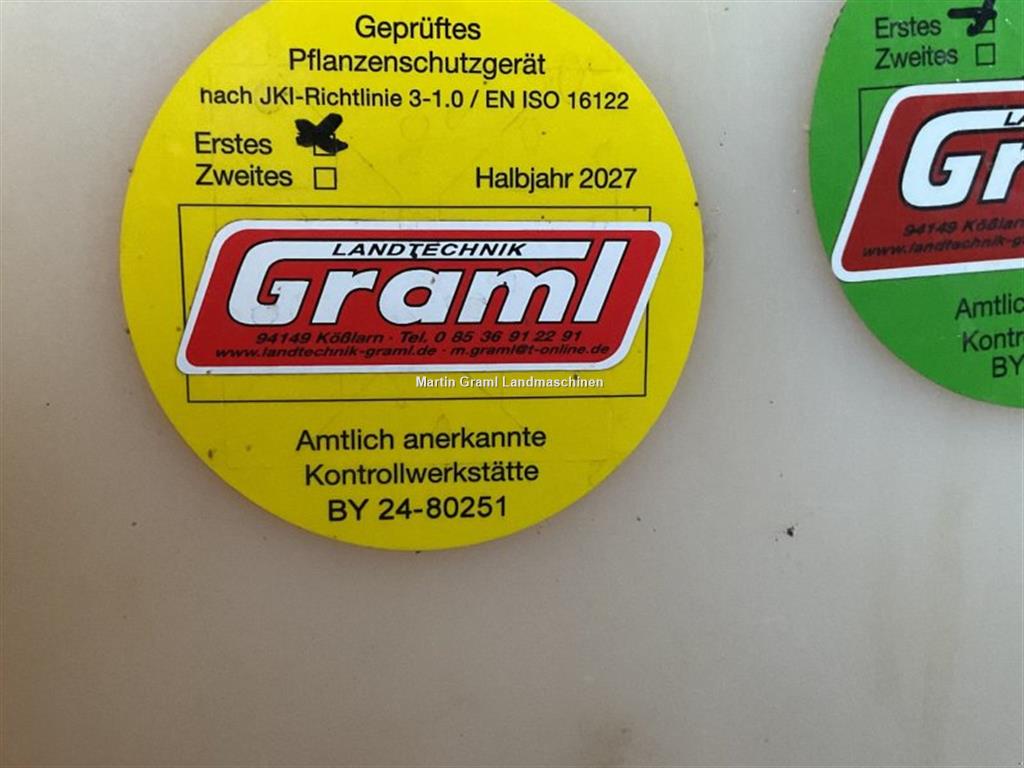 Geprüftes
Pflanzenschutzgerät
nach JKI-Richtlinie 3-1.0 / EN ISO 16122
Erstes
Zweites
Halbjahr 2027
LANDTECHNIK
Graml
94149 Kößlarn · Tel. 0 85 36 91 22 91
www.landtechnik-graml.de · m.graml@t-online.de
Martin Graml Landmaschinen
Amtlich anerkannte
Kontrollwerkstätte
BY 24-80251
Erstes
Zweites
LA
Gr
94149 Kößlarn
www.landtechnik-g
Amtlic
Kontr
BY